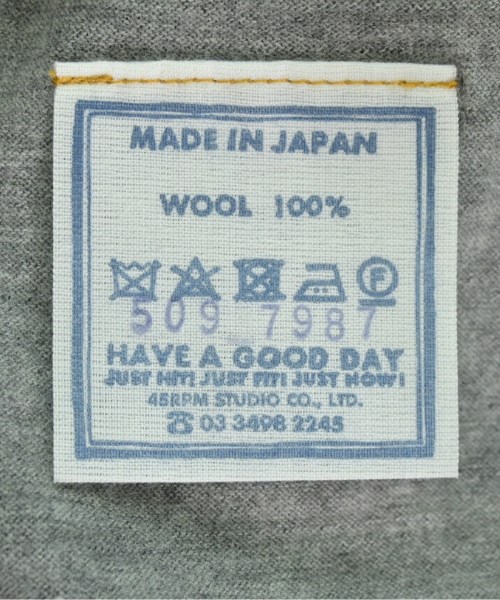 MADE IN JAPAN
WOOL 100%
F
509 7987
HAVE A GOOD DAY
JUST HIT! JUST FIT! JUST NOW!
45RPM STUDIO CO., LTD.
☎ 03 3498 2245